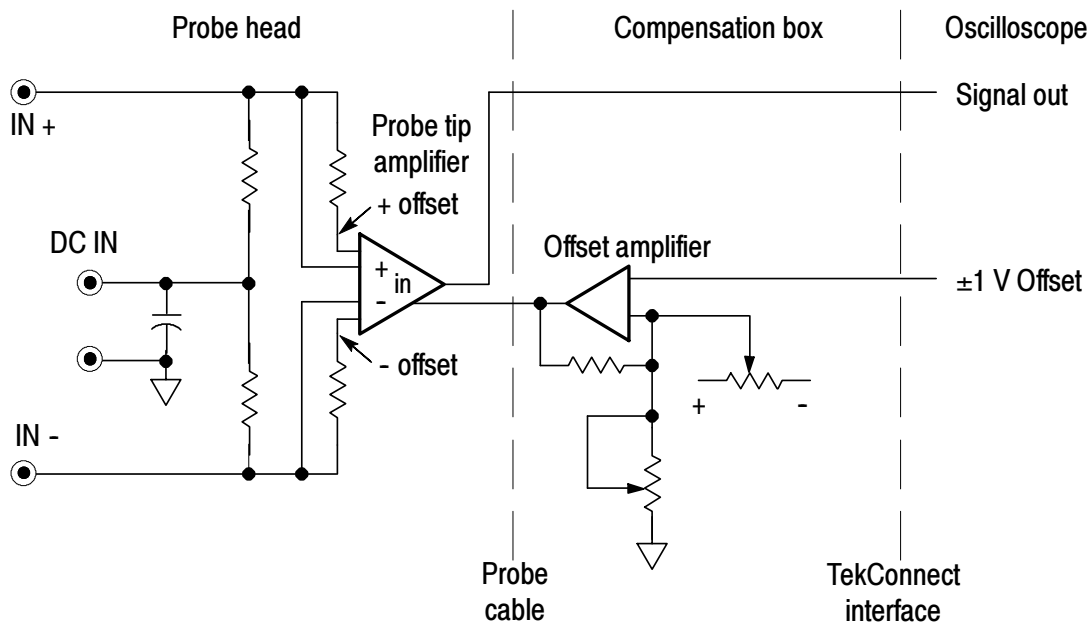 Probe head
Compensation box
Oscilloscope
IN +
Signal out
Probe tip
amplifier
+ offset
DC IN
Offset amplifier
+
in
-
±1 V Offset
- offset
+
-
IN -
Probe
cable
TekConnect
interface